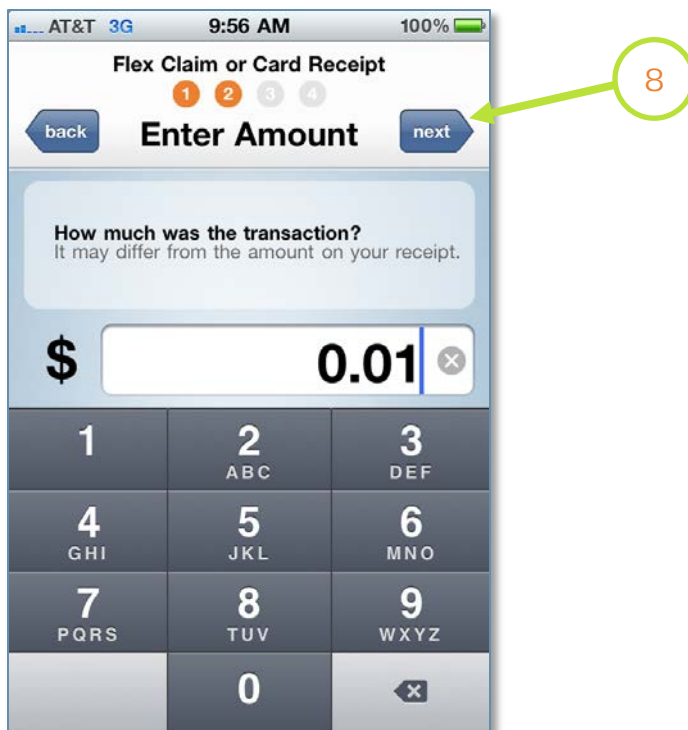 AT&T 3G 9:56 AM 100%
Flex Claim or Card Receipt
1 2 3 4
back Enter Amount next
8
How much was the transaction?
It may differ from the amount on your receipt.
$ 0.01
1 2 3
ABC DEF
4 5 6
GHI JKL MNO
7 8 9
PQRS TUV WXYZ
0